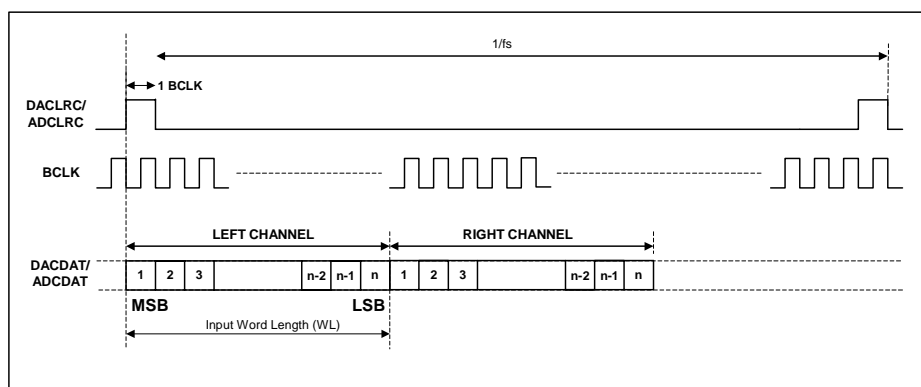 1/fs
1 BCLK
DACLRC/
ADCLRC
BCLK
LEFT CHANNEL
RIGHT CHANNEL
DACDAT/
ADCDAT
1 2 3 n-2 n-1 n 1 2 3 n-2 n-1 n
MSB LSB
Input Word Length (WL)